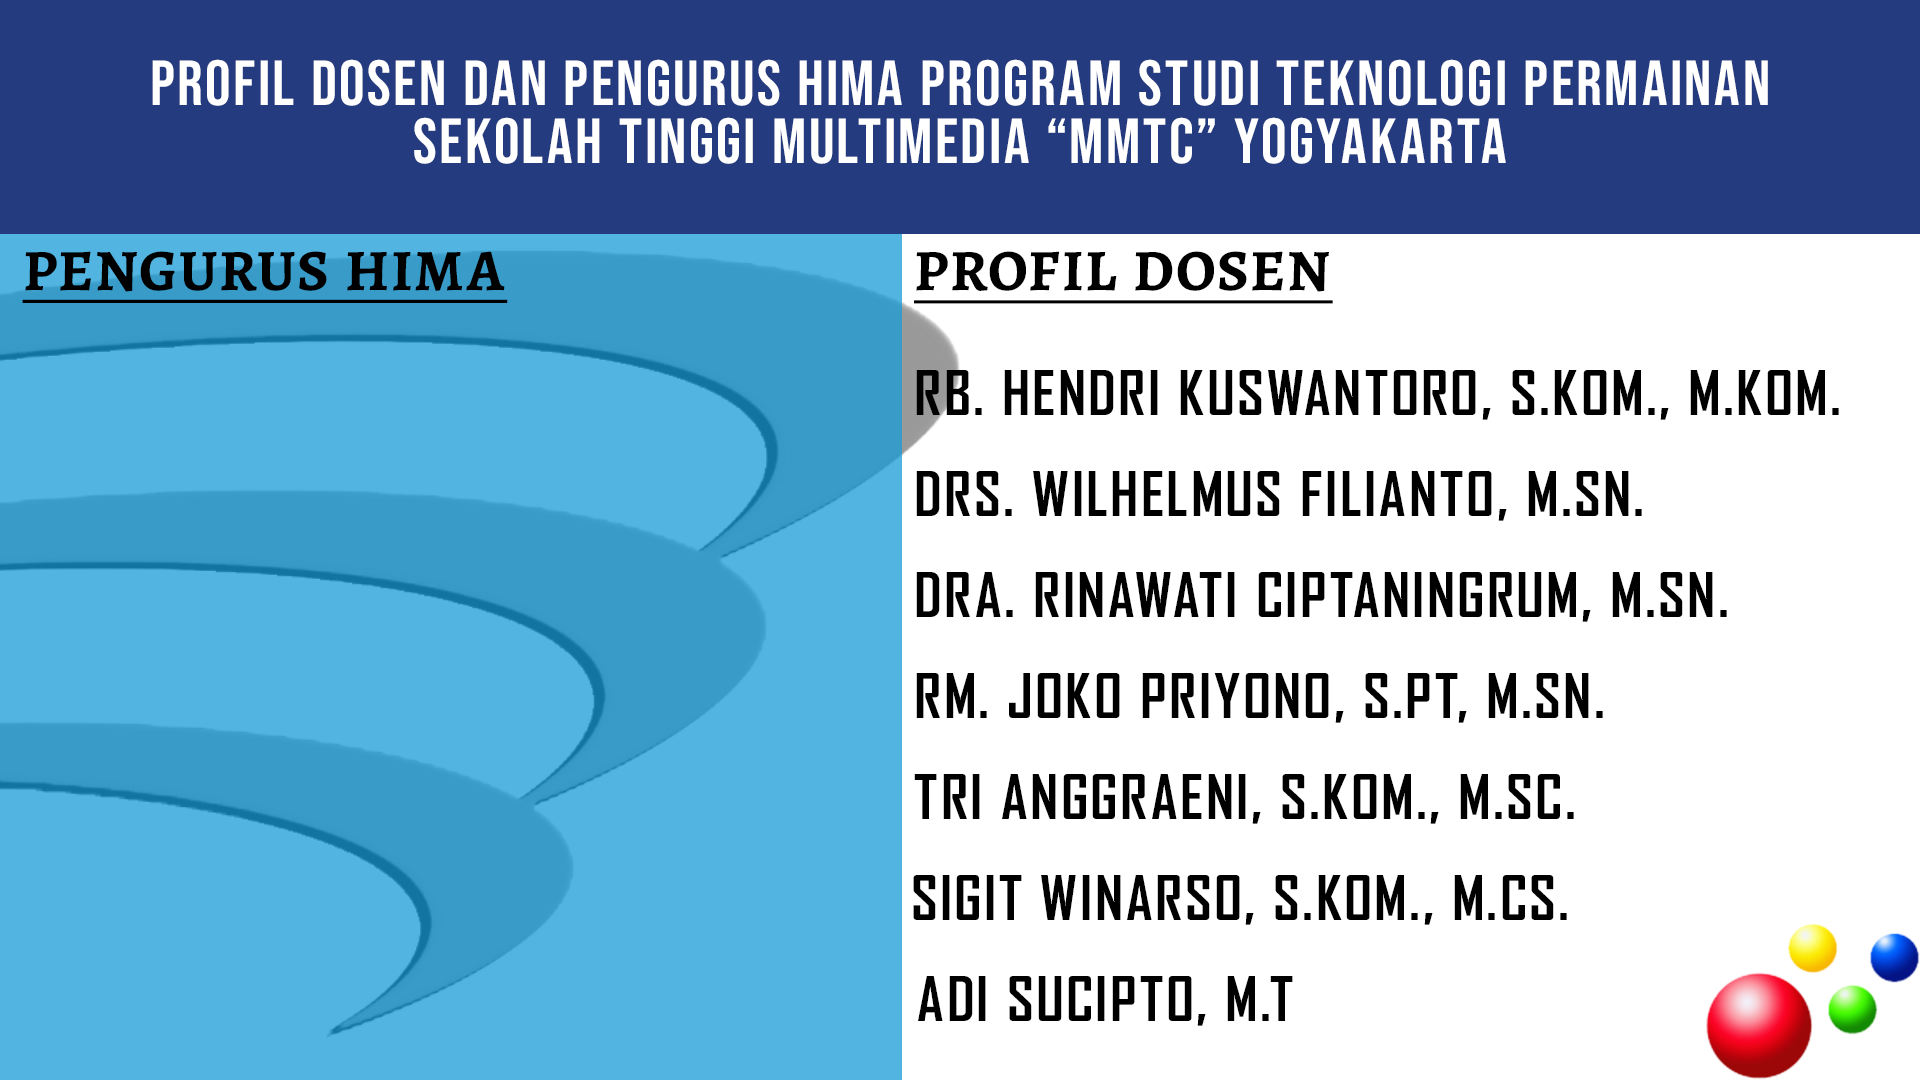 PROFIL DOSEN DAN PENGURUS HIMA PROGRAM STUDI TEKNOLOGI PERMAINAN
SEKOLAH TINGGI MULTIMEDIA “MMTC” YOGYAKARTA
PENGURUS HIMA
PROFIL DOSEN
RB. HENDRI KUSWANTORO, S.KOM., M.KOM.
DRS. WILHELMUS FILIANTO, M.SN.
DRA. RINAWATI CIPTANINGRUM, M.SN.
RM. JOKO PRIYONO, S.PT, M.SN.
TRI ANGGRAENI, S.KOM., M.SC.
SIGIT WINARSO, S.KOM., M.CS.
ADI SUCIPTO, M.T